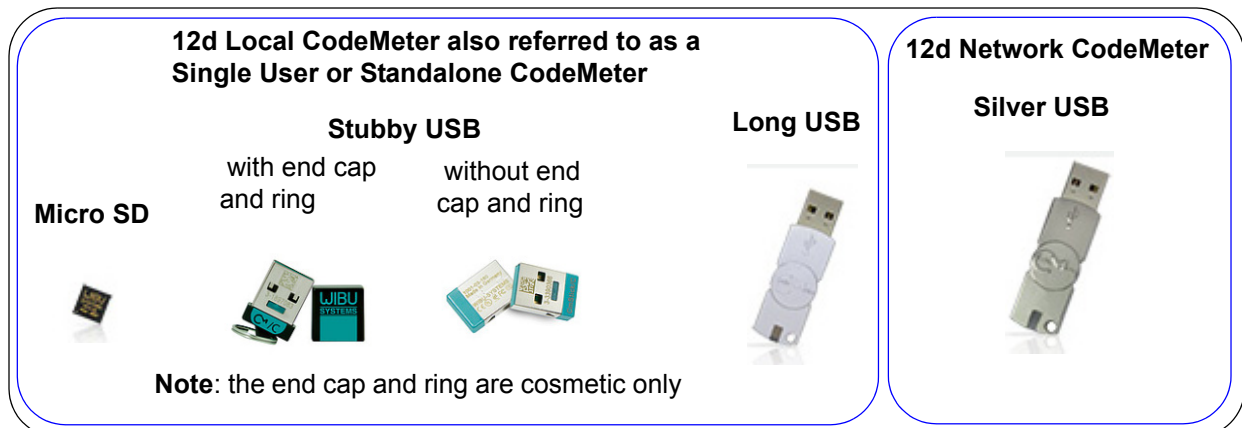 12d Local CodeMeter also referred to as a
Single User or Standalone CodeMeter
Stubby USB
with end cap
and ring
without end
cap and ring
Micro SD
Long USB
WIBU
SYSTEMS
Note: the end cap and ring are cosmetic only
12d Network CodeMeter
Silver USB